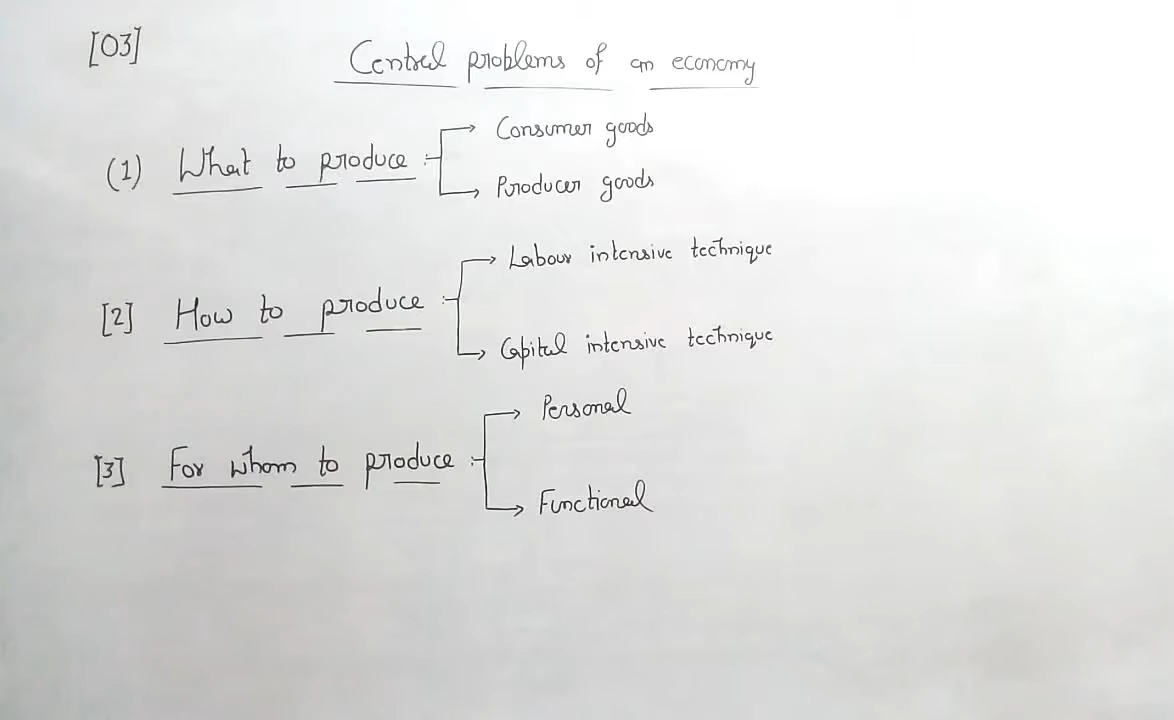 [03]
Central problems of an economy
Consumer goods
(1) What to produce :-
Producer goods
Labour intensive technique
[2] How to produce :-
Capital intensive technique
Personal
[3] For whom to produce :-
Functional